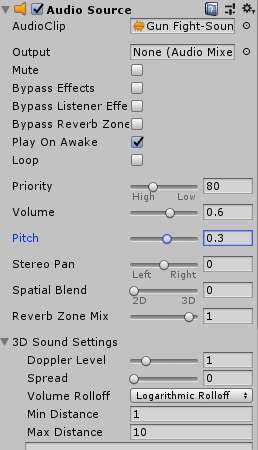 Audio Source
AudioClip Gun Fight-Soun
Output None (Audio Mixe
Mute
Bypass Effects
Bypass Listener Effe
Bypass Reverb Zone
Play On Awake
Loop
Priority 80
High Low
Volume 0.6
Pitch 0.3
Stereo Pan 0
Left Right
Spatial Blend 0
2D 3D
Reverb Zone Mix 1
3D Sound Settings
Doppler Level 1
Spread 0
Volume Rolloff Logarithmic Rolloff
Min Distance 1
Max Distance 10